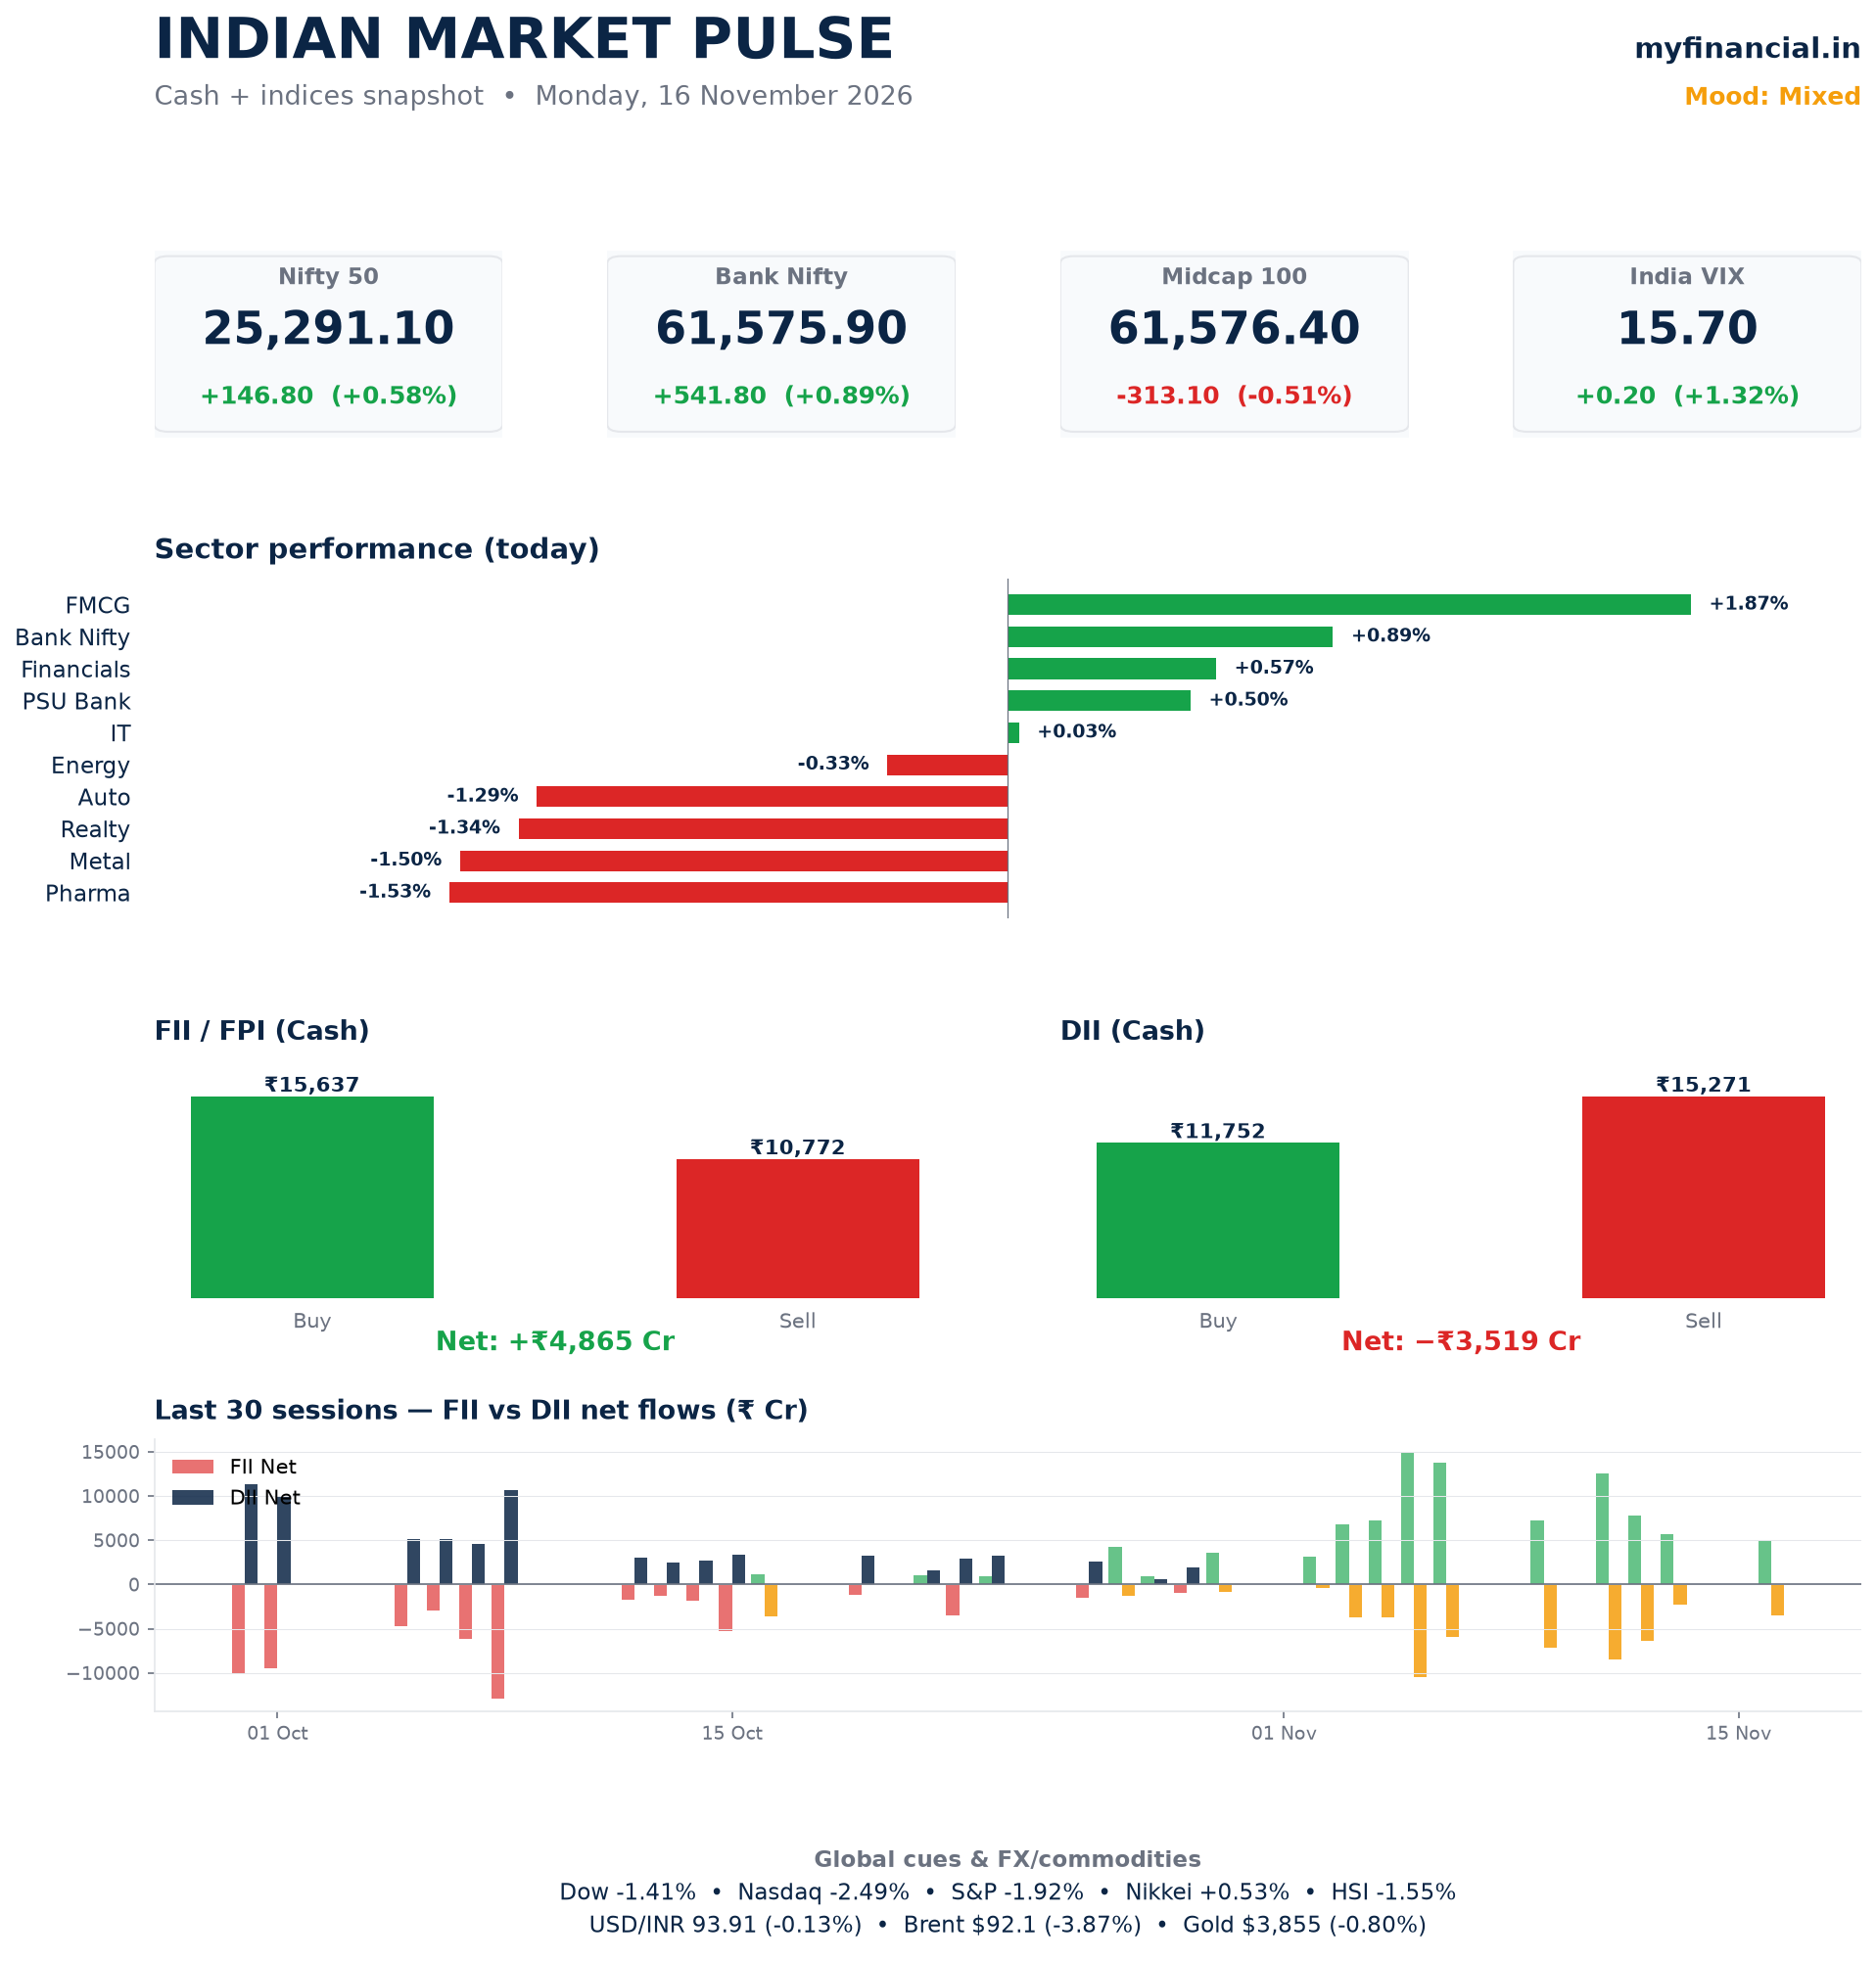 INDIAN MARKET PULSE
myfinancial.in
Cash + indices snapshot • Monday, 16 November 2026
Mood: Mixed
Nifty 50
25,291.10
+146.80 (+0.58%)
Bank Nifty
61,575.90
+541.80 (+0.89%)
Midcap 100
61,576.40
-313.10 (-0.51%)
India VIX
15.70
+0.20 (+1.32%)
Sector performance (today)
FMCG +1.87%
Bank Nifty +0.89%
Financials +0.57%
PSU Bank +0.50%
IT +0.03%
Energy -0.33%
Auto -1.29%
Realty -1.34%
Metal -1.50%
Pharma -1.53%
FII / FPI (Cash)
₹15,637
₹10,772
Buy
Sell
Net: +₹4,865 Cr
DII (Cash)
₹11,752
₹15,271
Buy
Sell
Net: −₹3,519 Cr
Last 30 sessions — FII vs DII net flows (₹ Cr)
FII Net
DII Net
15000
10000
5000
0
−5000
−10000
01 Oct
15 Oct
01 Nov
15 Nov
Global cues & FX/commodities
Dow -1.41% • Nasdaq -2.49% • S&P -1.92% • Nikkei +0.53% • HSI -1.55%
USD/INR 93.91 (-0.13%) • Brent $92.1 (-3.87%) • Gold $3,855 (-0.80%)